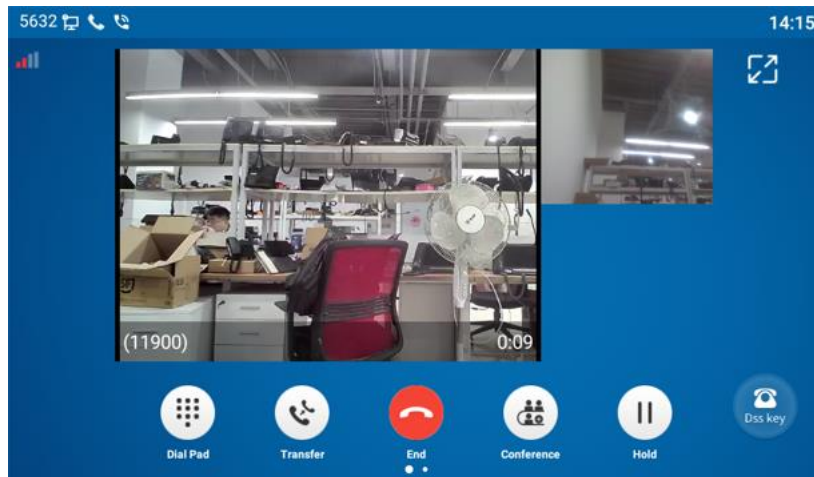 5632
14:15
(11900)
0:09
Dial Pad
Transfer
End
Conference
Hold
Dss key